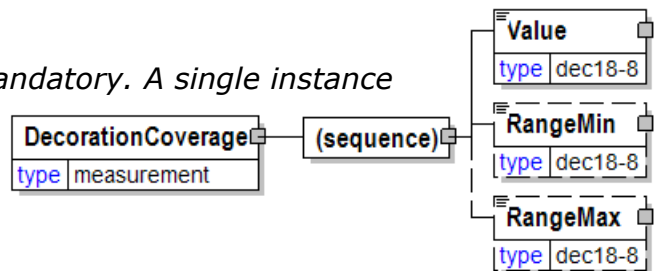 Value
type dec18-8
andatory. A single instance
RangeMin
DecorationCoverage (sequence)
type measurement
type dec18-8
RangeMax
type dec18-8